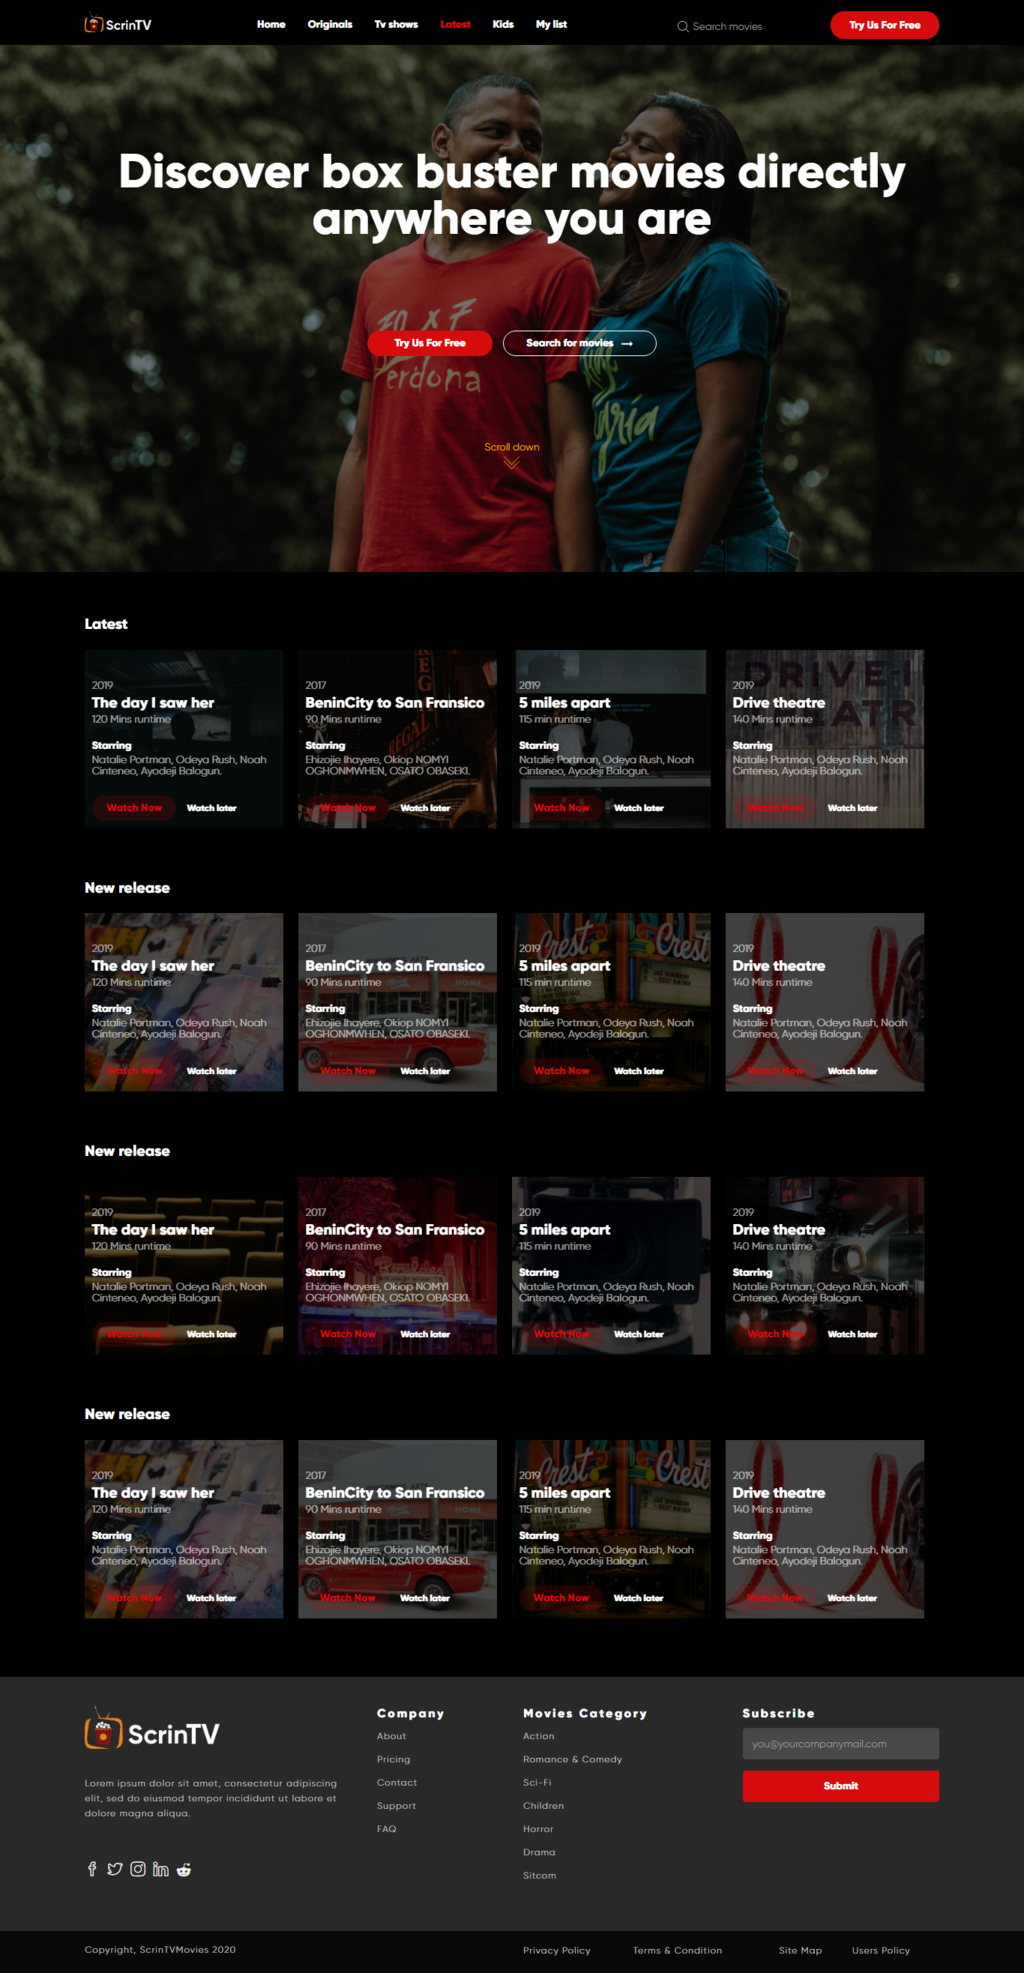 ScrinTV
Home Originals Tv shows Latest Kids My list
Search movies
Try Us For Free
Discover box buster movies directly
anywhere you are
Try Us For Free
Search for movies →
Scroll down
Latest
2019
The day I saw her
120 Mins runtime
Starring
Natalie Portman, Odeya Rush, Noah
Cinteneo, Ayodeji Balogun.
Watch Now Watch later
2017
BeninCity to San Fransico
90 Mins runtime
Starring
Ehizojie Ihayere, Okiop NOMYI
OGHONMWHEN, OSATO OBASEKI.
Watch Now Watch later
2019
5 miles apart
115 min runtime
Starring
Natalie Portman, Odeya Rush, Noah
Cinteneo, Ayodeji Balogun.
Watch Now Watch later
2019
Drive theatre
140 Mins runtime
Starring
Natalie Portman, Odeya Rush, Noah
Cinteneo, Ayodeji Balogun.
Watch Now Watch later
New release
2019
The day I saw her
120 Mins runtime
Starring
Natalie Portman, Odeya Rush, Noah
Cinteneo, Ayodeji Balogun.
Watch Now Watch later
2017
BeninCity to San Fransico
90 Mins runtime
Starring
Ehizojie Ihayere, Okiop NOMYI
OGHONMWHEN, OSATO OBASEKI.
Watch Now Watch later
Crest Crest
2019
5 miles apart
115 min runtime
Starring
Natalie Portman, Odeya Rush, Noah
Cinteneo, Ayodeji Balogun.
Watch Now Watch later
2019
Drive theatre
140 Mins runtime
Starring
Natalie Portman, Odeya Rush, Noah
Cinteneo, Ayodeji Balogun.
Watch Now Watch later
New release
2019
The day I saw her
120 Mins runtime
Starring
Natalie Portman, Odeya Rush, Noah
Cinteneo, Ayodeji Balogun.
Watch Now Watch later
2017
BeninCity to San Fransico
90 Mins runtime
Starring
Ehizojie Ihayere, Okiop NOMYI
OGHONMWHEN, OSATO OBASEKI.
Watch Now Watch later
2019
5 miles apart
115 min runtime
Starring
Natalie Portman, Odeya Rush, Noah
Cinteneo, Ayodeji Balogun.
Watch Now Watch later
2019
Drive theatre
140 Mins runtime
Starring
Natalie Portman, Odeya Rush, Noah
Cinteneo, Ayodeji Balogun.
Watch Now Watch later
New release
2019
The day I saw her
120 Mins runtime
Starring
Natalie Portman, Odeya Rush, Noah
Cinteneo, Ayodeji Balogun.
Watch Now Watch later
2017
BeninCity to San Fransico
90 Mins runtime
Starring
Ehizojie Ihayere, Okiop NOMYI
OGHONMWHEN, OSATO OBASEKI.
Watch Now Watch later
Crest Crest
2019
5 miles apart
115 min runtime
Starring
Natalie Portman, Odeya Rush, Noah
Cinteneo, Ayodeji Balogun.
Watch Now Watch later
2019
Drive theatre
140 Mins runtime
Starring
Natalie Portman, Odeya Rush, Noah
Cinteneo, Ayodeji Balogun.
Watch Now Watch later
ScrinTV
Lorem ipsum dolor sit amet, consectetur adipiscing
elit, sed do eiusmod tempor incididunt ut labore et
dolore magna aliqua.
Company
About
Pricing
Contact
Support
FAQ
Movies Category
Action
Romance & Comedy
Sci-Fi
Children
Horror
Drama
Sitcom
Subscribe
you@yourcompanymail.com
Submit
Copyright, ScrinTVMovies 2020
Privacy Policy Terms & Condition Site Map Users Policy